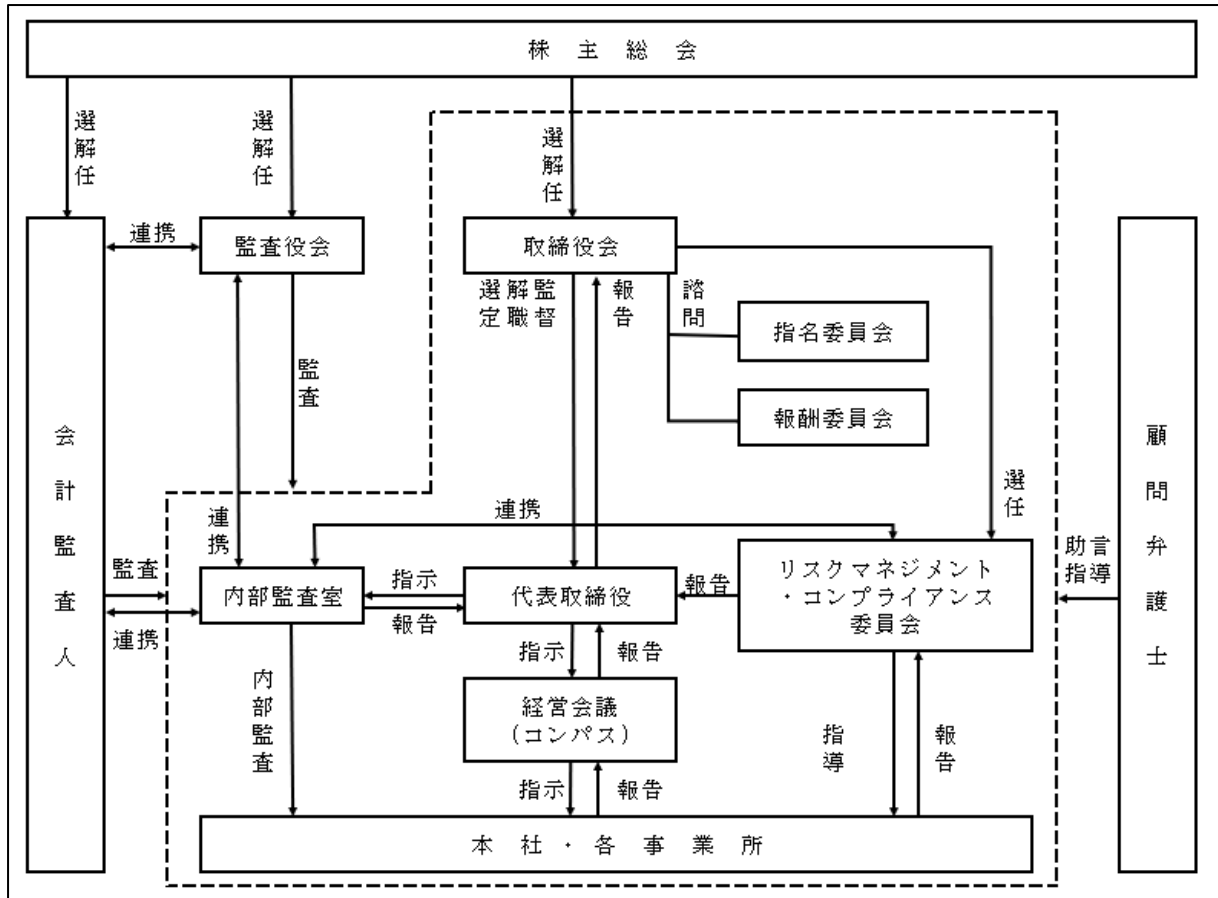 株主総会
選解任
選解任
選解任
連携
監査役会
取締役会
選解監
定職督
報告
諮問
指名委員会
報酬委員会
監査
会計監査人
顧問弁護士
選任
連携
連携
監査
連携
内部監査室
指示
報告
代表取締役
報告
リスクマネジメント
・コンプライアンス
委員会
助言
指導
指示
報告
内部監査
経営会議
(コンパス)
指導
報告
指示
報告
本社・各事業所